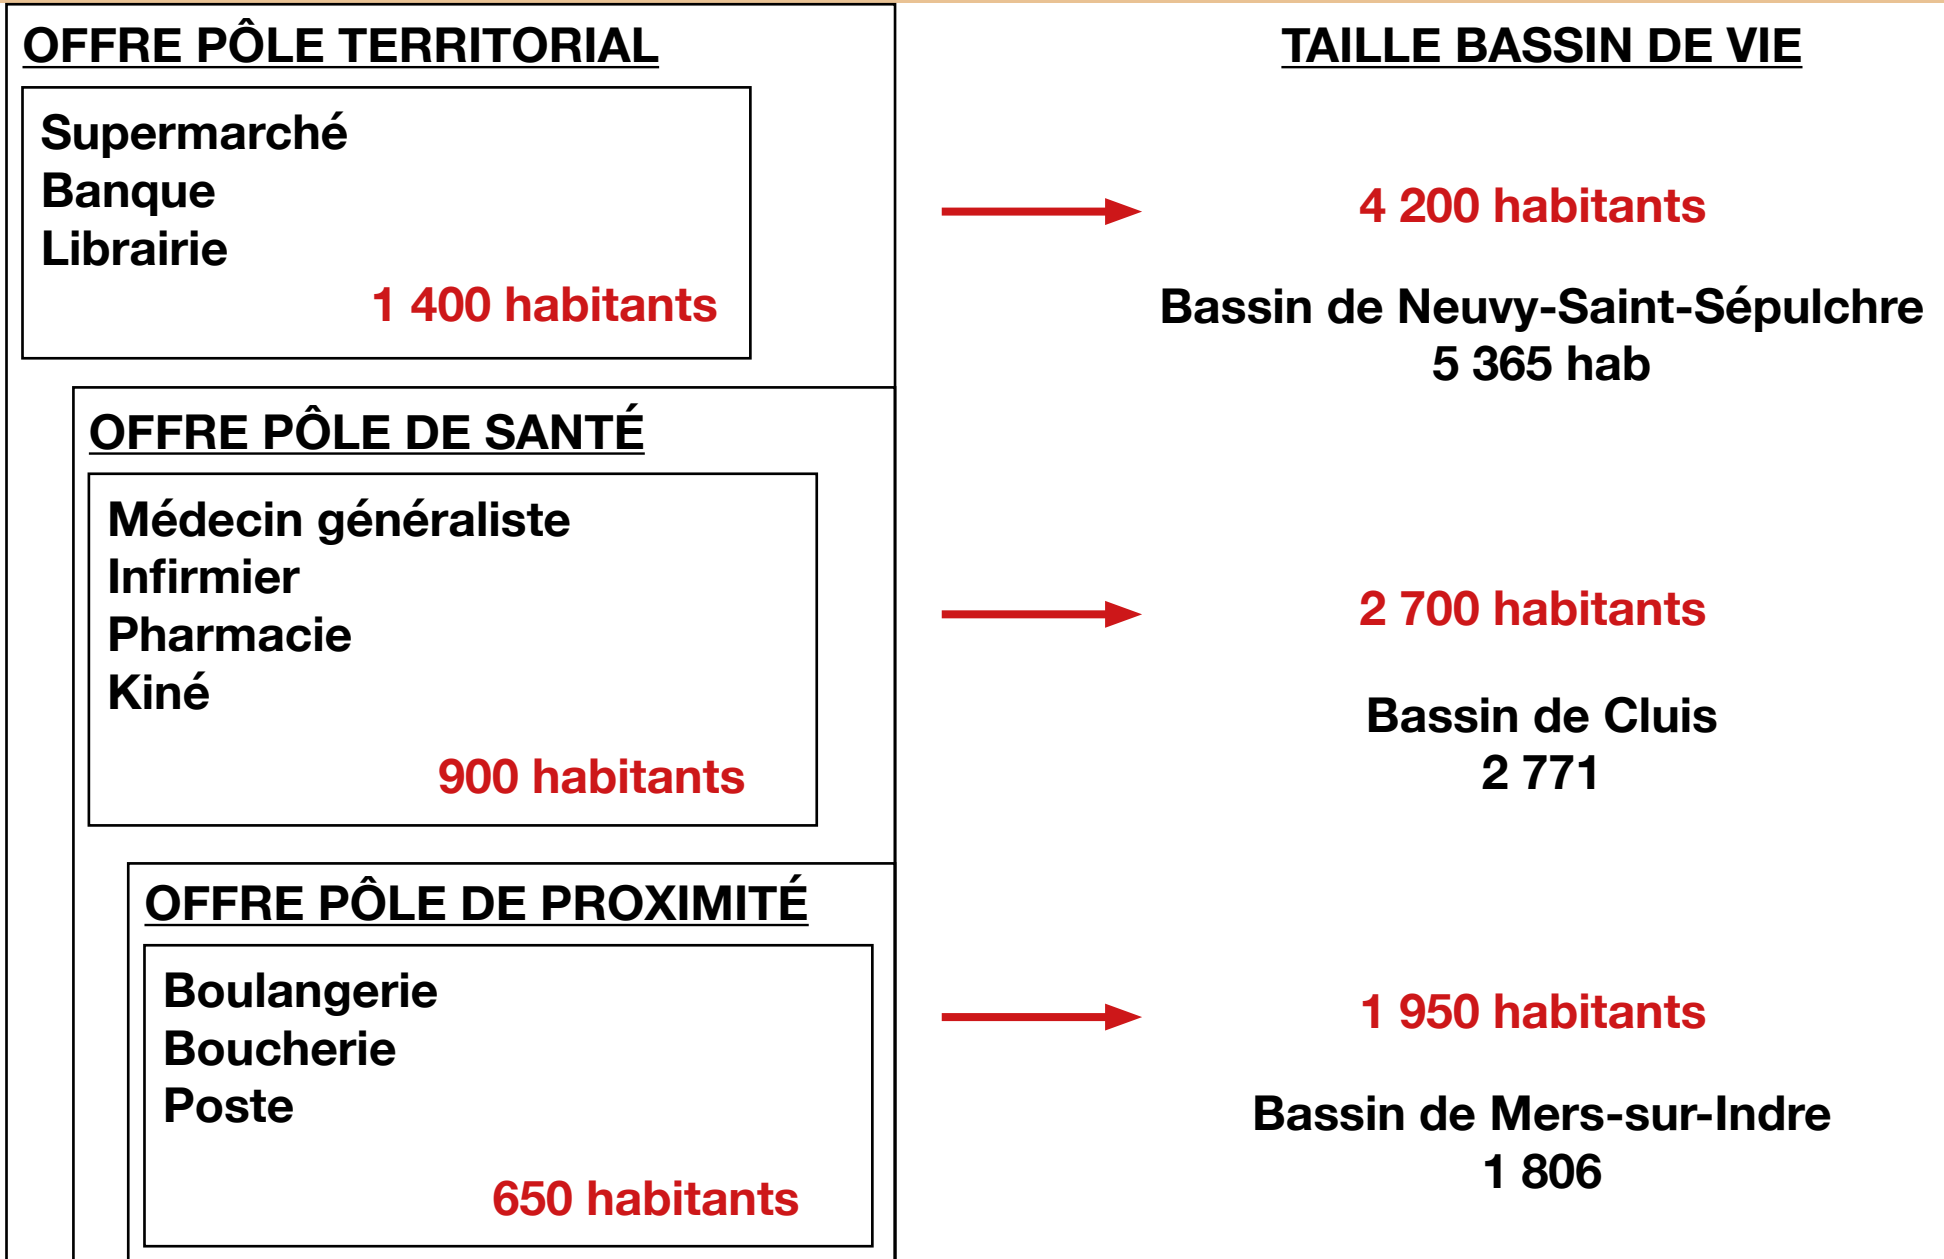 OFFRE PÔLE TERRITORIAL
Supermarché
Banque
Librairie
1 400 habitants
OFFRE PÔLE DE SANTÉ
Médecin généraliste
Infirmier
Pharmacie
Kiné
900 habitants
OFFRE PÔLE DE PROXIMITÉ
Boulangerie
Boucherie
Poste
650 habitants
TAILLE BASSIN DE VIE
4 200 habitants
Bassin de Neuvy-Saint-Sépulchre
5 365 hab
2 700 habitants
Bassin de Cluis
2 771
1 950 habitants
Bassin de Mers-sur-Indre
1 806